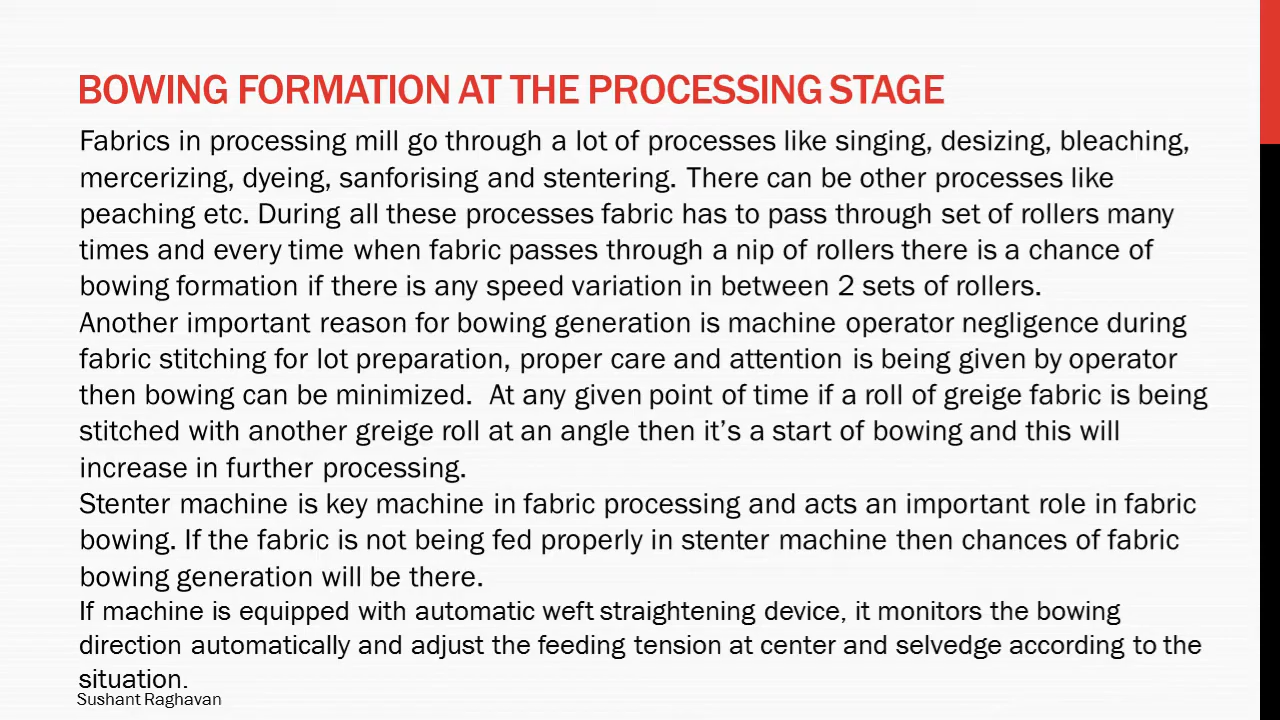 BOWING FORMATION AT THE PROCESSING STAGE
Fabrics in processing mill go through a lot of processes like singing, desizing, bleaching,
mercerizing, dyeing, sanforising and stentering. There can be other processes like
peaching etc. During all these processes fabric has to pass through set of rollers many
times and every time when fabric passes through a nip of rollers there is a chance of
bowing formation if there is any speed variation in between 2 sets of rollers.
Another important reason for bowing generation is machine operator negligence during
fabric stitching for lot preparation, proper care and attention is being given by operator
then bowing can be minimized.  At any given point of time if a roll of greige fabric is being
stitched with another greige roll at an angle then it’s a start of bowing and this will
increase in further processing.
Stenter machine is key machine in fabric processing and acts an important role in fabric
bowing. If the fabric is not being fed properly in stenter machine then chances of fabric
bowing generation will be there.
If machine is equipped with automatic weft straightening device, it monitors the bowing
direction automatically and adjust the feeding tension at center and selvedge according to the
situation.
Sushant Raghavan